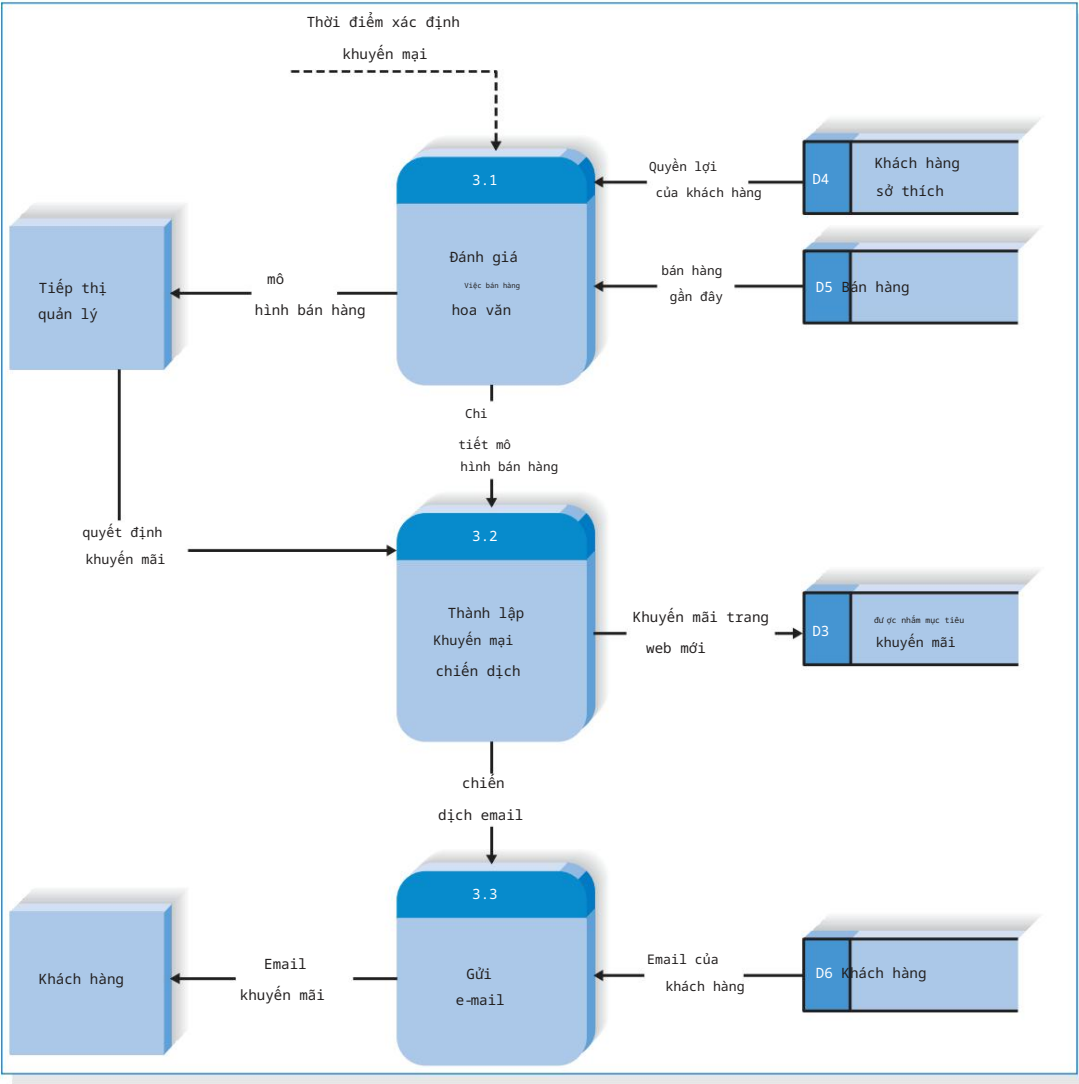 Thời điểm xác định
khuyến mại
3.1
Đánh giá
Việc bán hàng
hoa văn
Quyền lợi
của khách hàng
D4
Khách hàng
sở thích
bán hàng
gần đây
D5 Bán hàng
mô
hình bán hàng
Tiếp thị
quản lý
Chi
tiết mô
hình bán hàng
quyết định
khuyến mãi
3.2
Thành lập
Khuyến mại
chiến dịch
Khuyến mãi trang
web mới
D3
được nhắm mục tiêu
khuyến mãi
chiến
dịch email
3.3
Gửi
e-mail
Email
khuyến mãi
Khách hàng
Email của
khách hàng
D6 Khách hàng